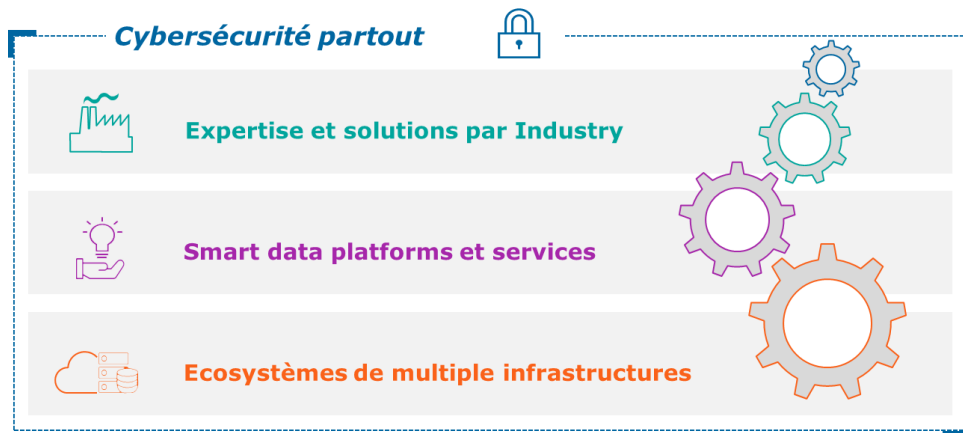 Cybersécurité partout
Expertise et solutions par Industry
Smart data platforms et services
Ecosystèmes de multiple infrastructures